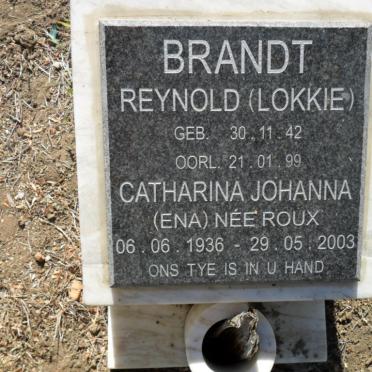 BRANDT
REYNOLD (LOKKIE)
GEB. 30.11.42
OORL. 21.01.99
CATHARINA JOHANNA
(ENA) NÉE ROUX
06.06.1936 - 29.05.2003
ONS TYE IS IN U HAND